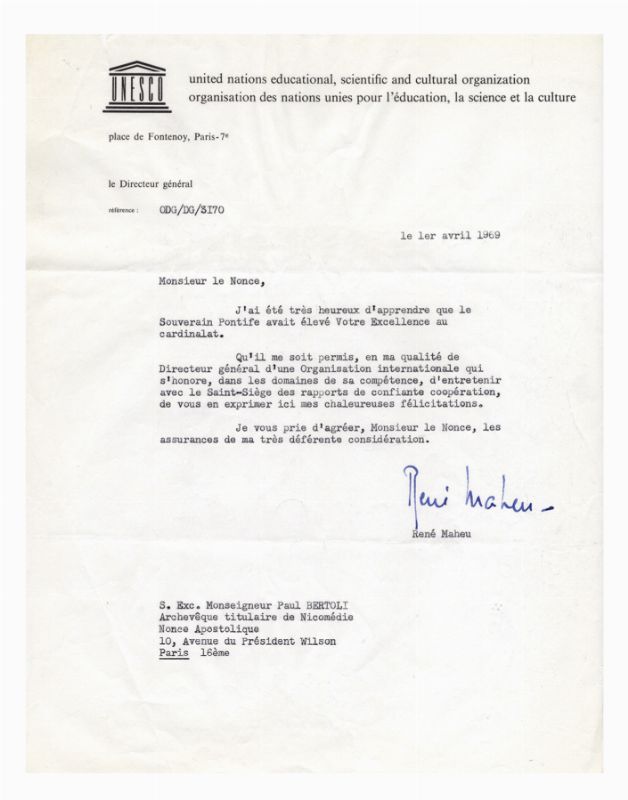 UNESCO
united nations educational, scientific and cultural organization
organisation des nations unies pour l'éducation, la science et la culture
place de Fontenoy, Paris-7e
le Directeur général
référence : ODG/DG/SI70
le 1er avril 1969
Monsieur le Nonce,
J'ai été très heureux d'apprendre que le
Souverain Pontife avait élevé Votre Excellence au
cardinalat.
Qu'il me soit permis, en ma qualité de
Directeur général d'une Organisation internationale qui
s'honore, dans les domaines de sa compétence, d'entretenir
avec le Saint-Siège des rapports de confiante coopération,
de vous en exprimer ici mes chaleureuses félicitations.
Je vous prie d'agréer, Monsieur le Nonce, les
assurances de ma très déférente considération.
René Maheu
René Maheu
S. Exc. Monseigneur Paul BERTOLI
Archevêque titulaire de Nicomédie
Nonce Apostolique
10, Avenue du Président Wilson
Paris 16ème